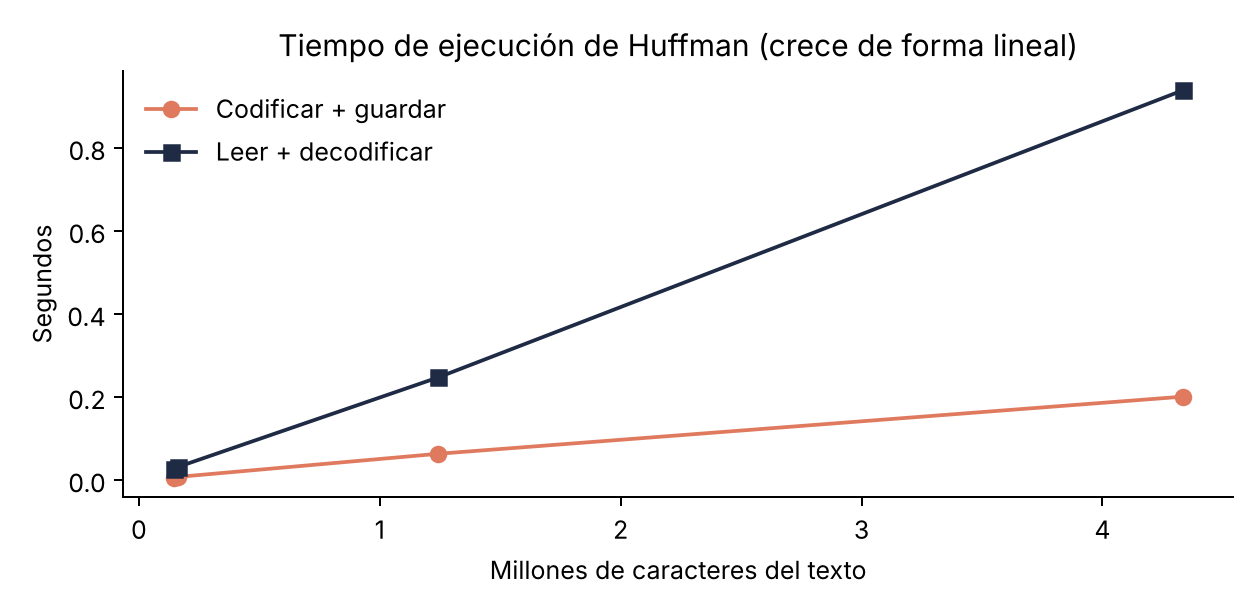 Tiempo de ejecución de Huffman (crece de forma lineal)
Codificar + guardar
Leer + decodificar
Segundos
0.8
0.6
0.4
0.2
0.0
0 1 2 3 4
Millones de caracteres del texto